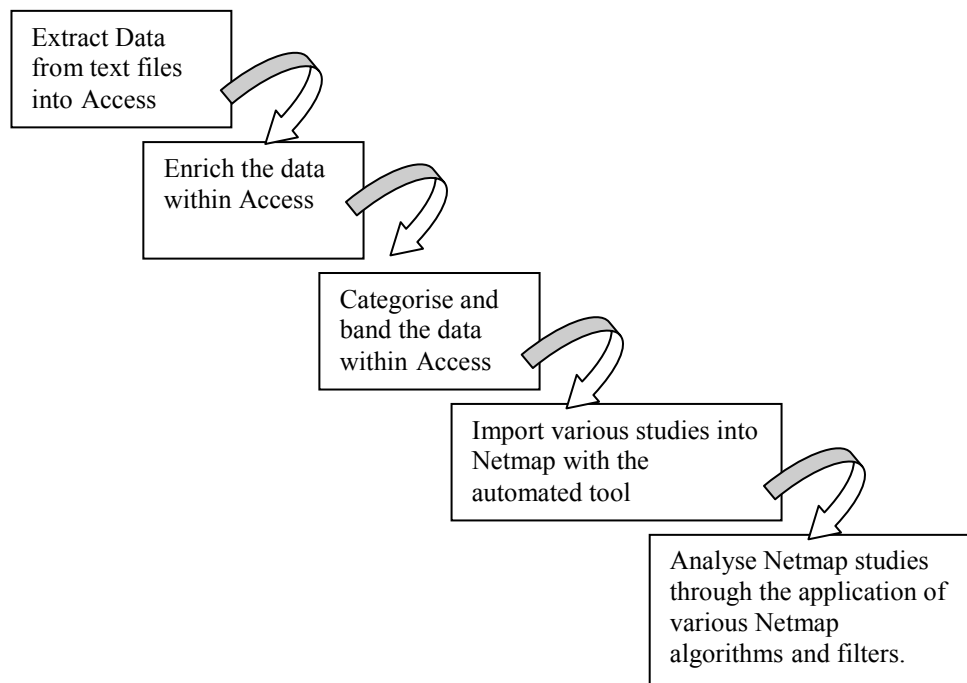 Extract Data
from text files
into Access
Enrich the data
within Access
Categorise and
band the data
within Access
Import various studies into
Netmap with the
automated tool
Analyse Netmap studies
through the application of
various Netmap
algorithms and filters.